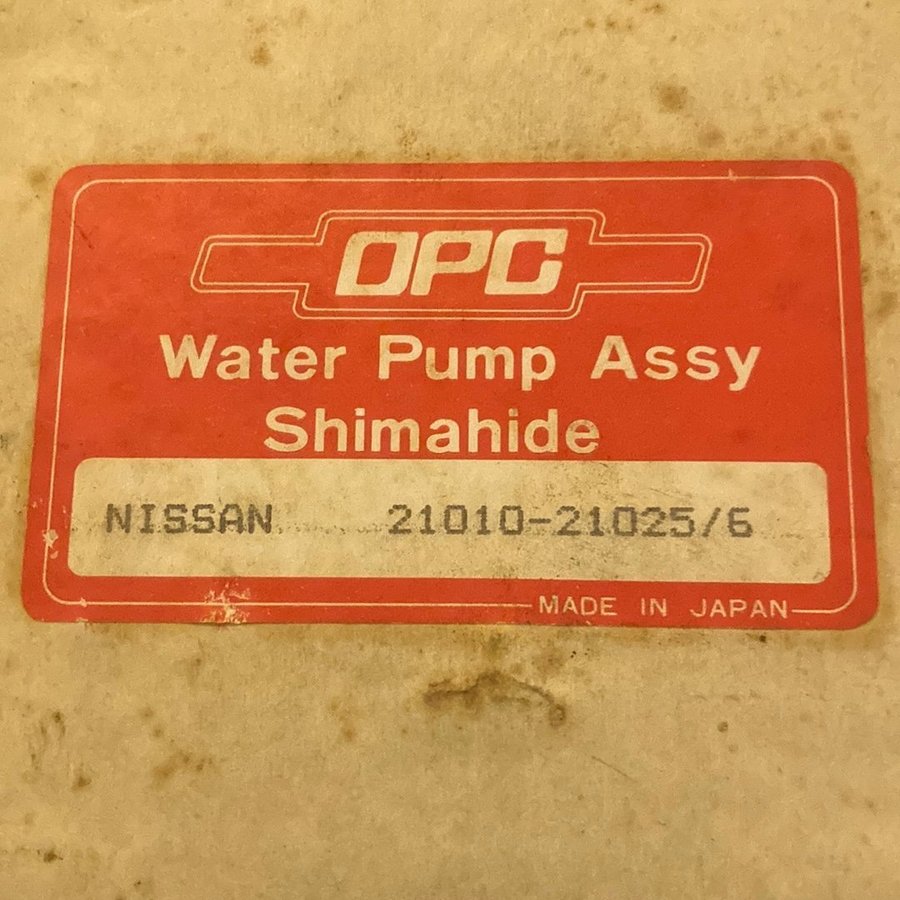 OPC
Water Pump Assy
Shimahide
NISSAN 21010-21025/6
MADE IN JAPAN